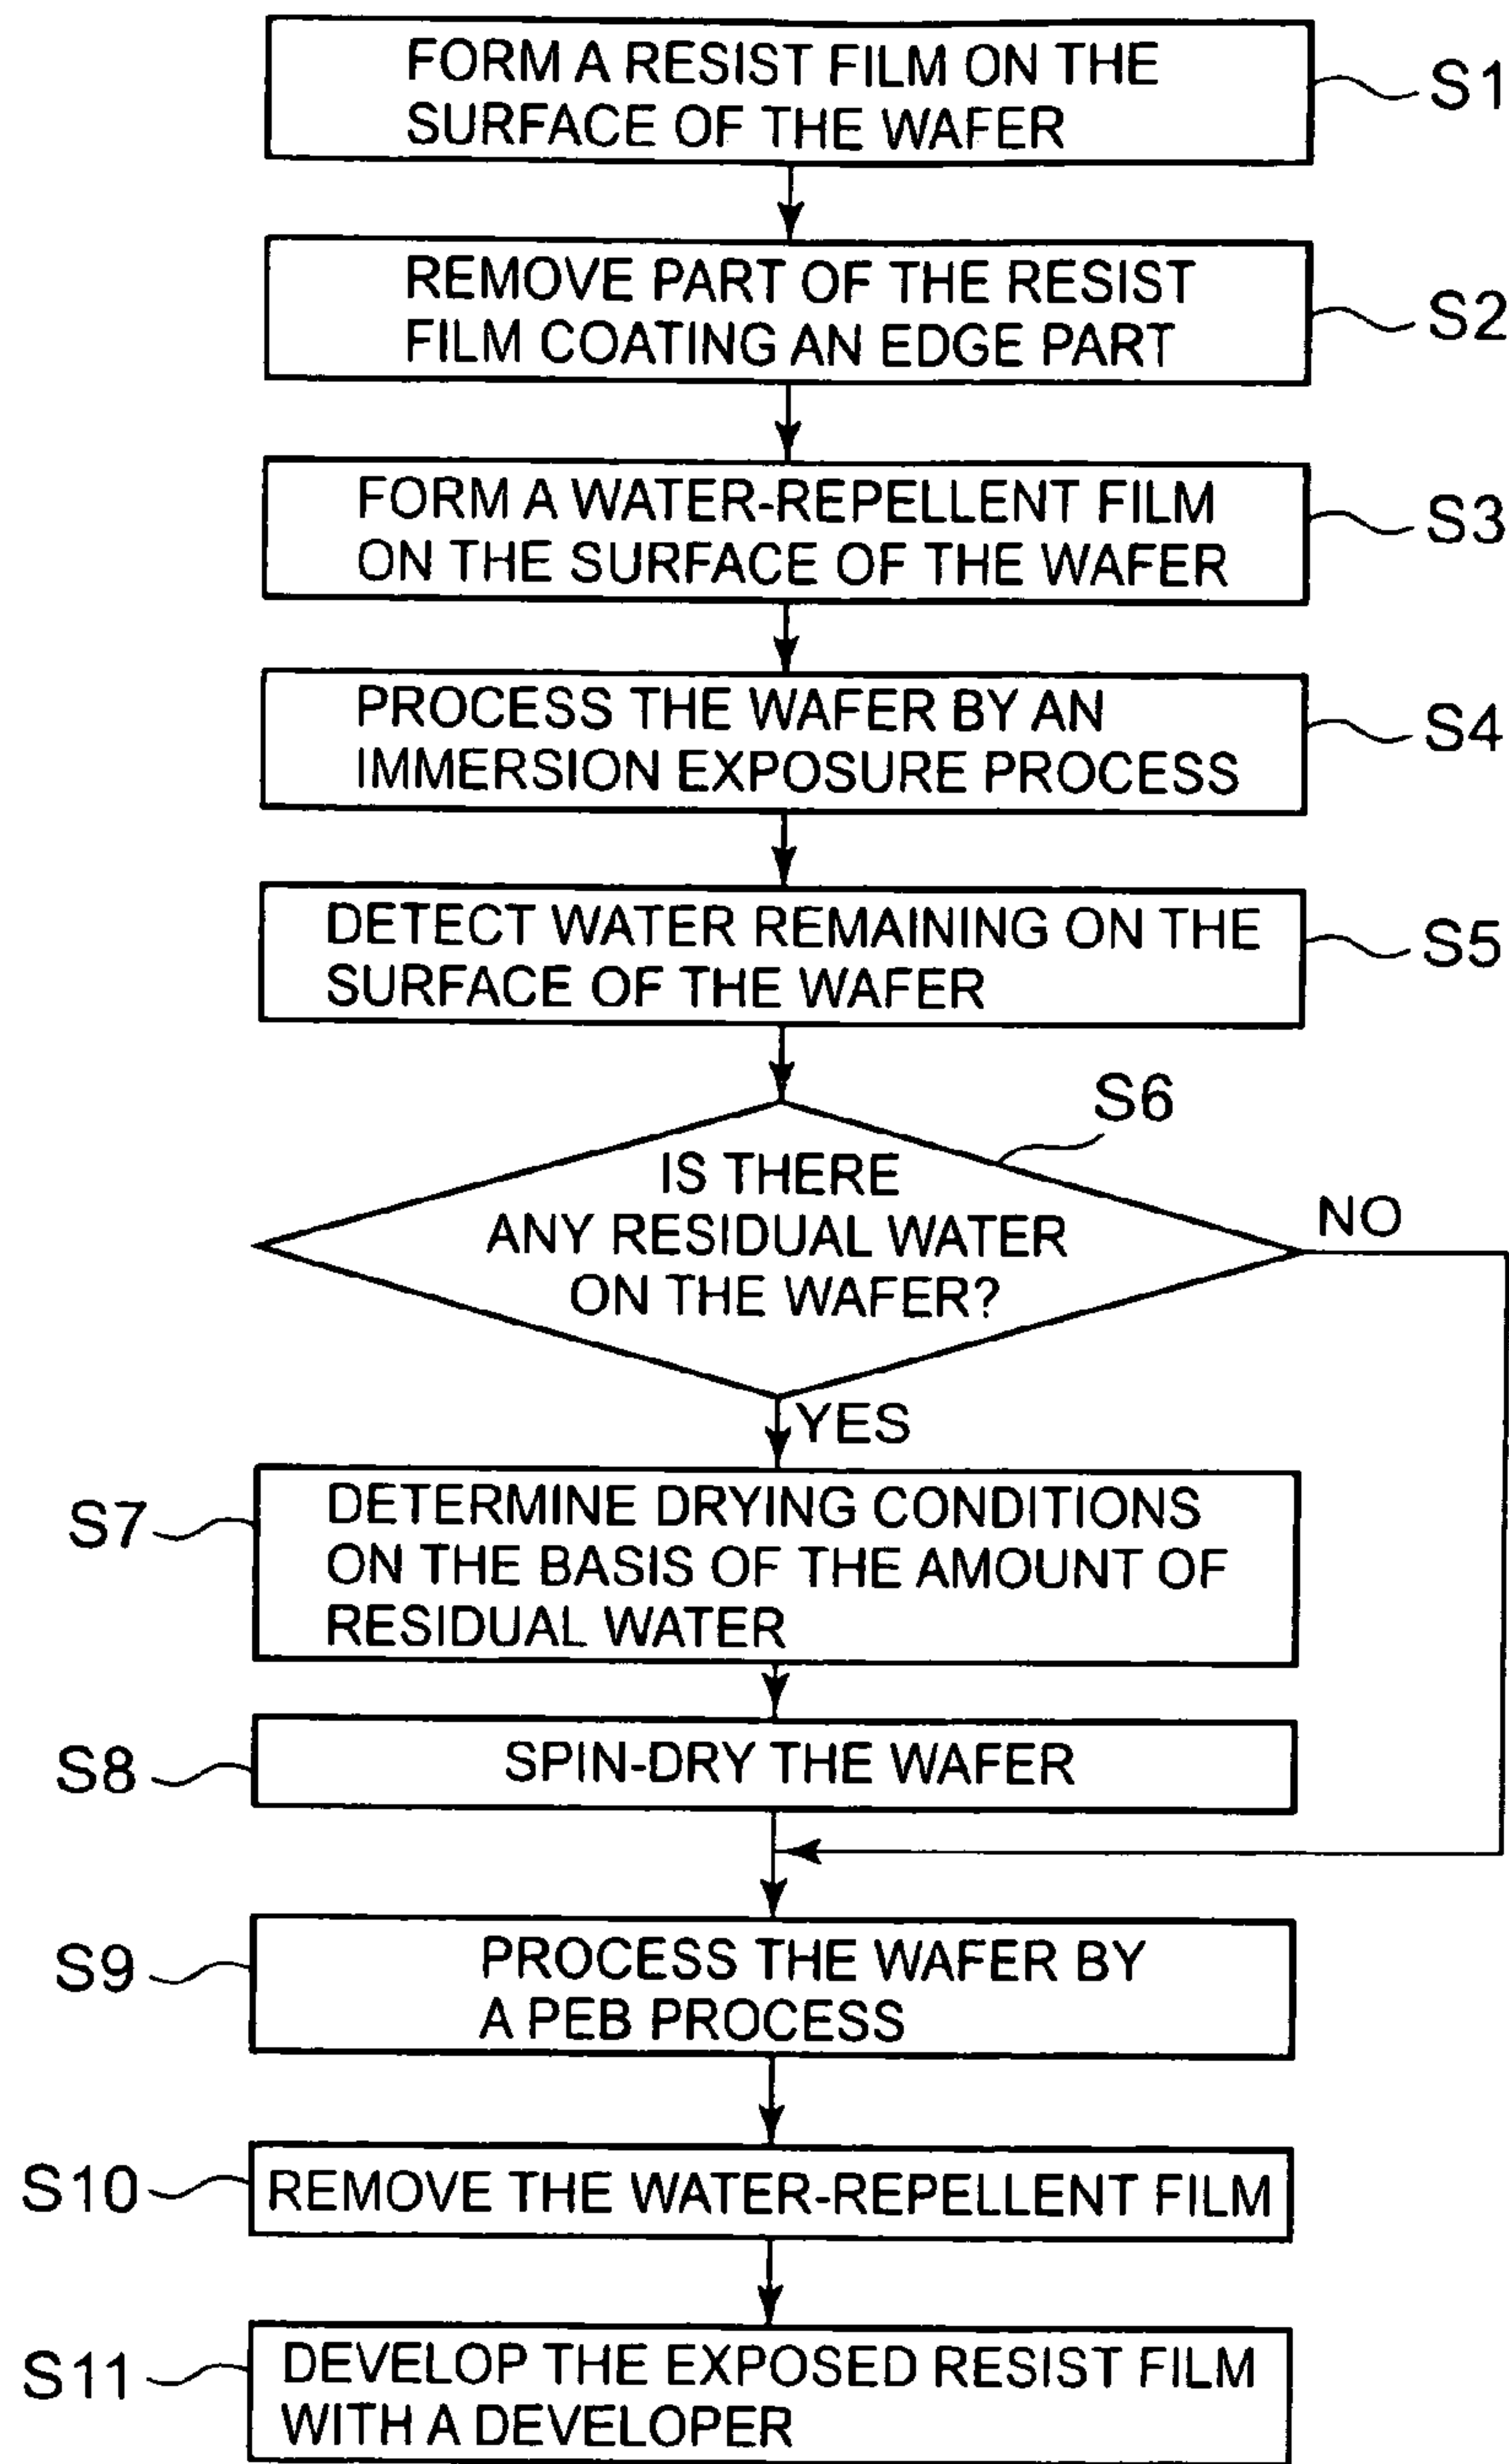 FORM A RESIST FILM ON THE
SURFACE OF THE WAFER
S1
REMOVE PART OF THE RESIST
FILM COATING AN EDGE PART
S2
FORM A WATER-REPELLENT FILM
ON THE SURFACE OF THE WAFER
S3
PROCESS THE WAFER BY AN
IMMERSION EXPOSURE PROCESS
S4
DETECT WATER REMAINING ON THE
SURFACE OF THE WAFER
S5
S6
IS THERE
ANY RESIDUAL WATER
ON THE WAFER?
NO
YES
S7
DETERMINE DRYING CONDITIONS
ON THE BASIS OF THE AMOUNT OF
RESIDUAL WATER
S8
SPIN-DRY THE WAFER
S9
PROCESS THE WAFER BY
A PEB PROCESS
S10
REMOVE THE WATER-REPELLENT FILM
S11
DEVELOP THE EXPOSED RESIST FILM
WITH A DEVELOPER